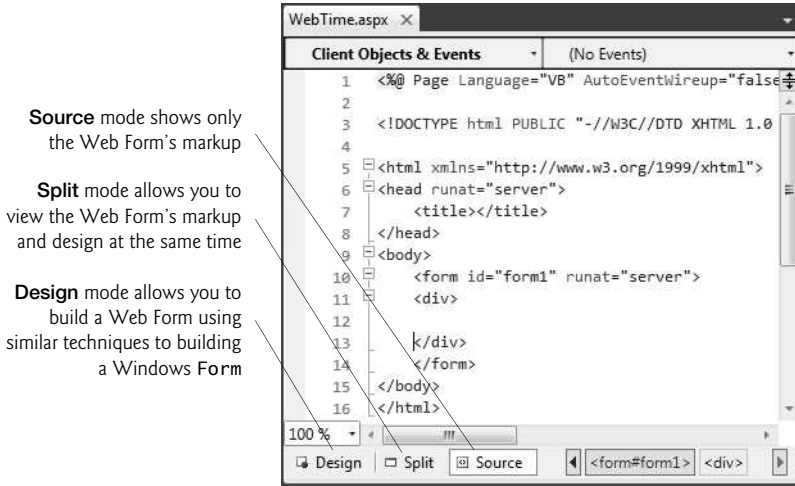 WebTime.aspx
Client Objects & Events
(No Events)
1 <%@ Page Language="VB" AutoEventWireup="false
2
3 <!DOCTYPE html PUBLIC "-//W3C//DTD XHTML 1.0
4
5 <html xmlns="http://www.w3.org/1999/xhtml">
6 <head runat="server">
7 <title></title>
8 </head>
9 <body>
10 <form id="form1" runat="server">
11 <div>
12
13 </div>
14 </form>
15 </body>
16 </html>
100 %
Design
Split
Source
<form#form1>
<div>
Source mode shows only
the Web Form’s markup
Split mode allows you to
view the Web Form’s markup
and design at the same time
Design mode allows you to
build a Web Form using
similar techniques to building
a Windows Form